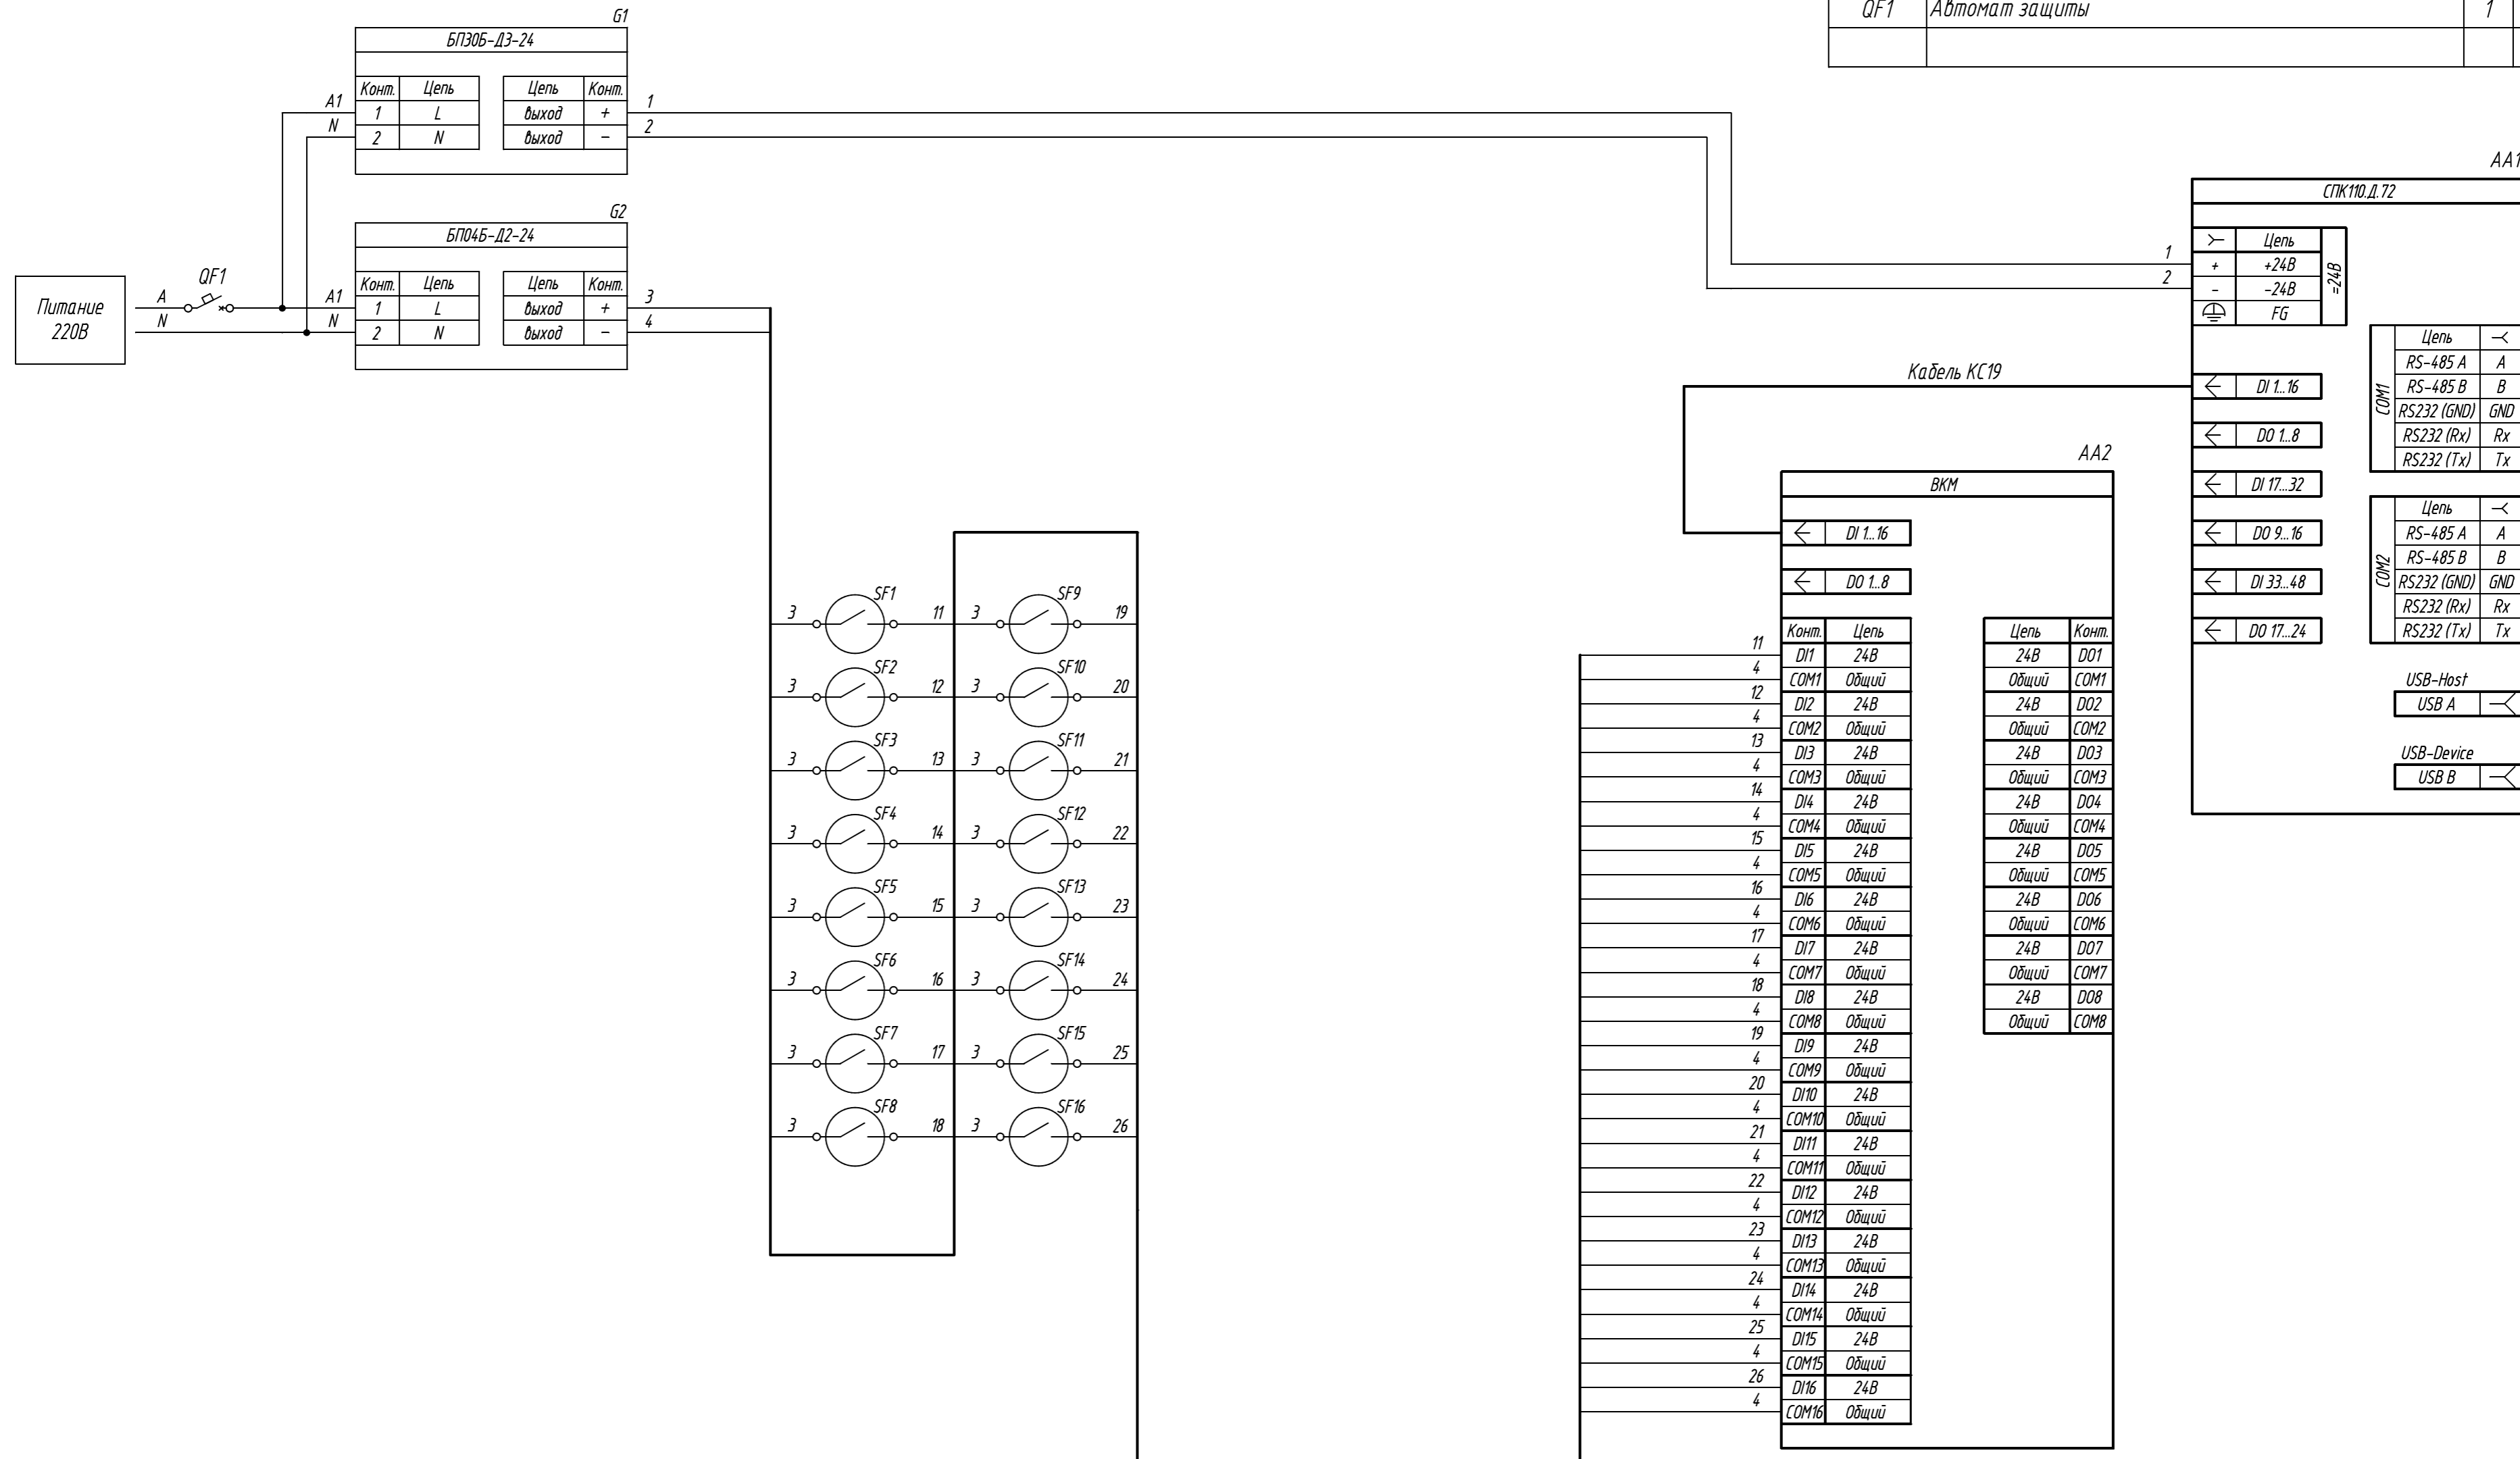 QF1 Автомат защиты 1
G1
БП30Б-Д3-24
Конт. Цепь Цепь Конт.
A1 1 L выход + 1
N 2 N выход − 2
G2
БП04Б-Д2-24
Конт. Цепь Цепь Конт.
A1 1 L выход + 3
N 2 N выход − 4
Питание
220В
A QF1
N
AA1
СПК110.Д.72
Цепь
1 + +24В
2 - -24В
FG
=24В
DI 1...16
DO 1...8
DI 17...32
DO 9...16
DI 33...48
DO 17...24
COM1
Цепь
RS-485 A A
RS-485 B B
RS232 (GND) GND
RS232 (Rx) Rx
RS232 (Tx) Tx
COM2
Цепь
RS-485 A A
RS-485 B B
RS232 (GND) GND
RS232 (Rx) Rx
RS232 (Tx) Tx
USB-Host
USB A
USB-Device
USB B
Кабель КС19
AA2
ВКМ
DI 1...16
DO 1...8
3 SF1 11 3 SF9 19
3 SF2 12 3 SF10 20
3 SF3 13 3 SF11 21
3 SF4 14 3 SF12 22
3 SF5 15 3 SF13 23
3 SF6 16 3 SF14 24
3 SF7 17 3 SF15 25
3 SF8 18 3 SF16 26
Конт. Цепь Цепь Конт.
11 DI1 24В 24В DO1
4 COM1 Общий Общий COM1
12 DI2 24В 24В DO2
4 COM2 Общий Общий COM2
13 DI3 24В 24В DO3
4 COM3 Общий Общий COM3
14 DI4 24В 24В DO4
4 COM4 Общий Общий COM4
15 DI5 24В 24В DO5
4 COM5 Общий Общий COM5
16 DI6 24В 24В DO6
4 COM6 Общий Общий COM6
17 DI7 24В 24В DO7
4 COM7 Общий Общий COM7
18 DI8 24В 24В DO8
4 COM8 Общий Общий COM8
19 DI9 24В
4 COM9 Общий
20 DI10 24В
4 COM10 Общий
21 DI11 24В
4 COM11 Общий
22 DI12 24В
4 COM12 Общий
23 DI13 24В
4 COM13 Общий
24 DI14 24В
4 COM14 Общий
25 DI15 24В
4 COM15 Общий
26 DI16 24В
4 COM16 Общий